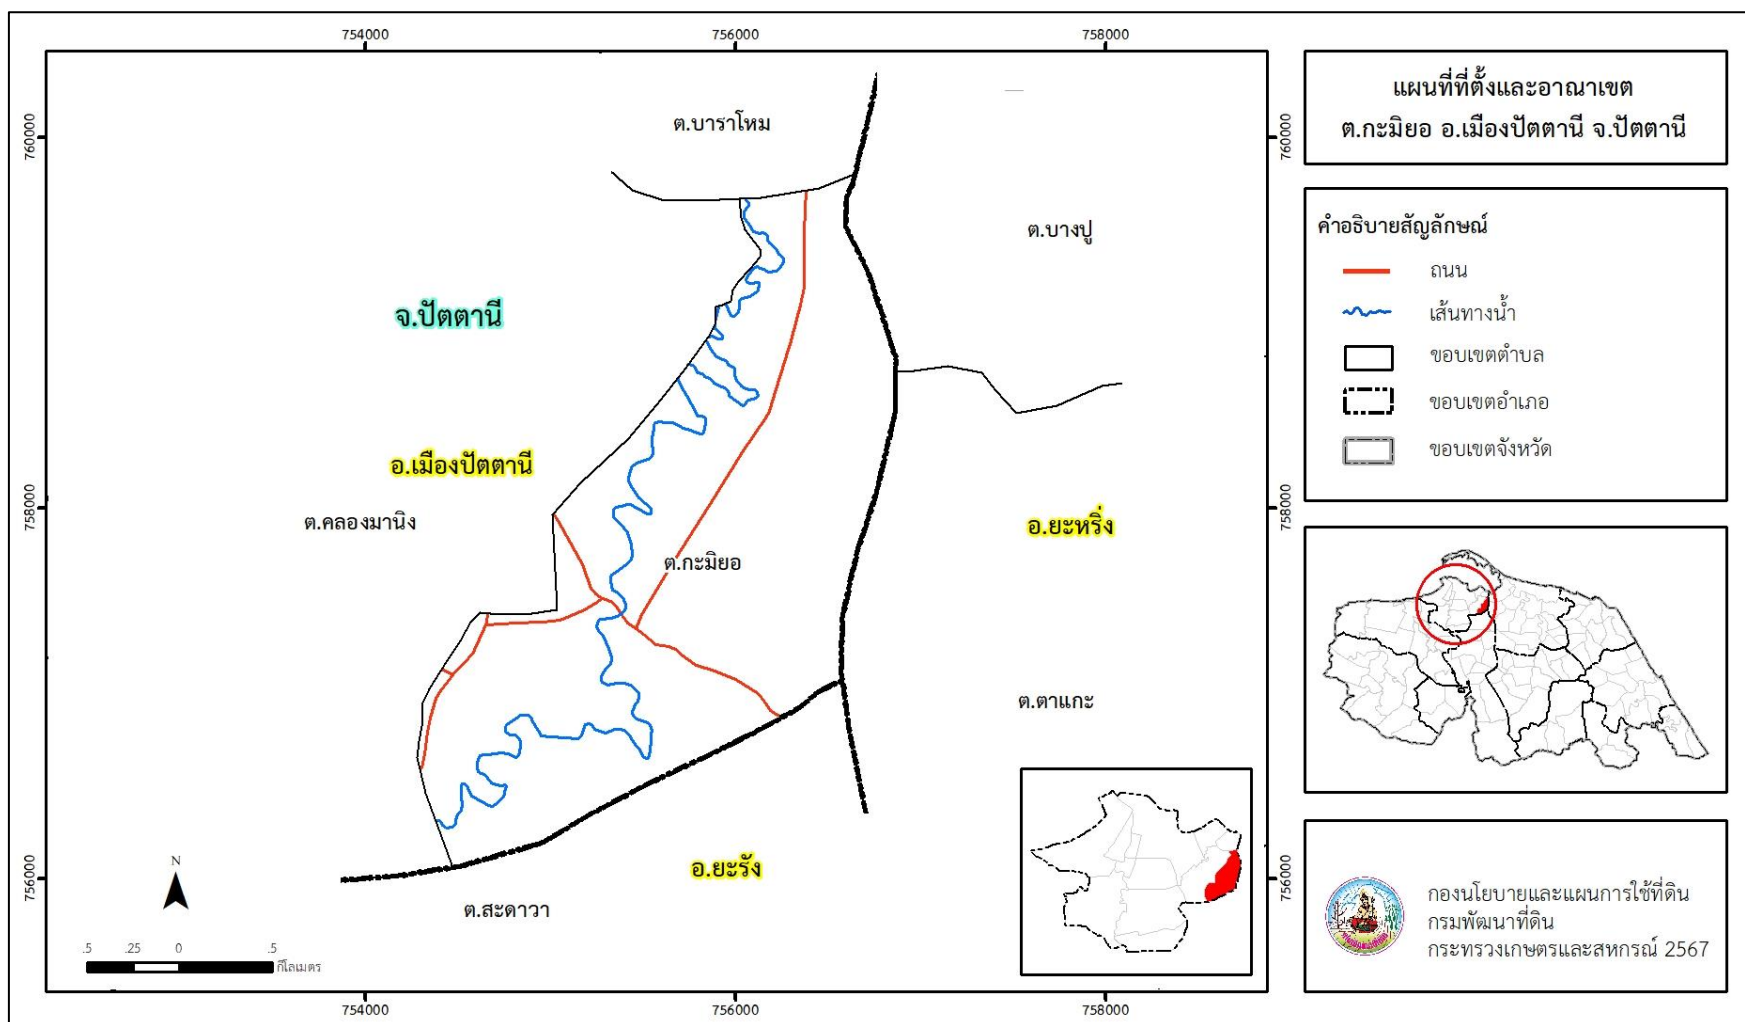 754000
756000
758000
แผนที่ที่ตั้งและอาณาเขต
ต.กะมิยอ อ.เมืองปัตตานี จ.ปัตตานี
760000
ต.บาราโหม
760000
ต.บางปู
คำอธิบายสัญลักษณ์
ถนน
เส้นทางน้ำ
ขอบเขตตำบล
ขอบเขตอำเภอ
ขอบเขตจังหวัด
จ.ปัตตานี
อ.เมืองปัตตานี
758000
ต.คลองมานิง
อ.ยะหริ่ง
758000
ต.กะมิยอ
ต.ตาแกะ
756000
N
อ.ยะรัง
ต.สะดาวา
756000
.5 .25 0 .5
กิโลเมตร
754000
756000
758000
กองนโยบายและแผนการใช้ที่ดิน
กรมพัฒนาที่ดิน
กระทรวงเกษตรและสหกรณ์ 2567